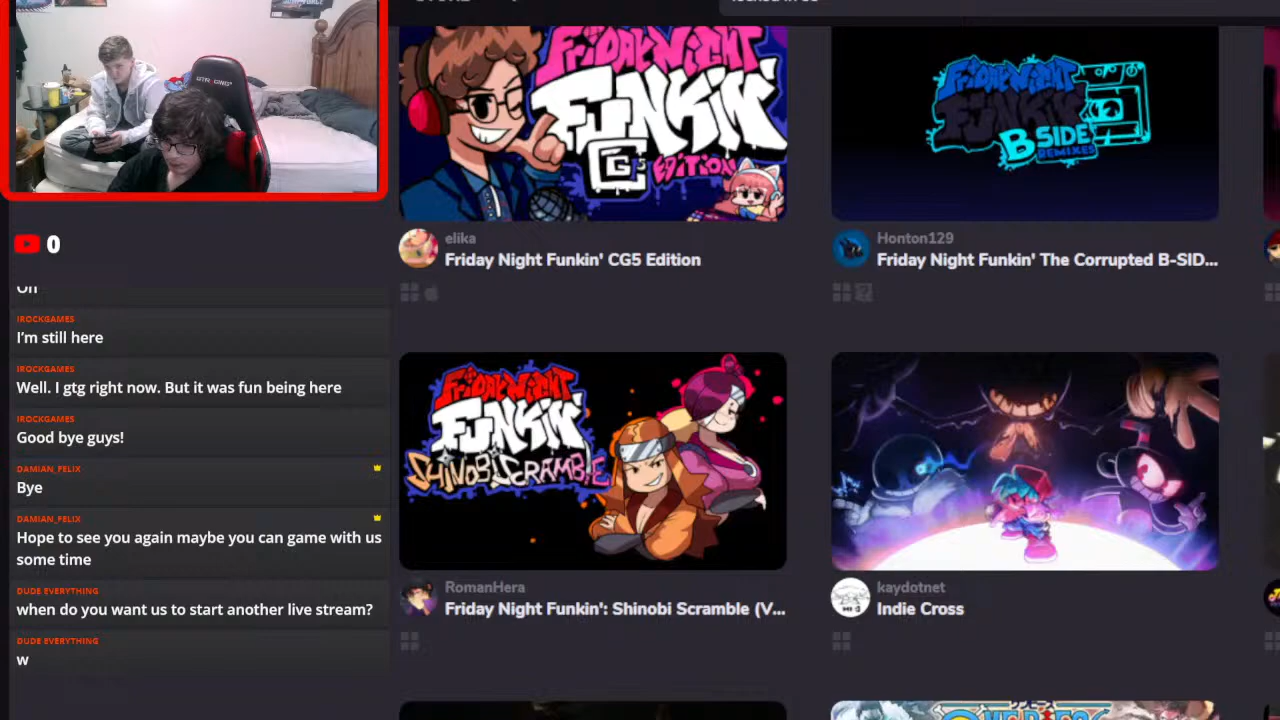 0
I'm still here
IROCKGAMES
IROCKGAMES
Well. I gtg right now. But it was fun being here
IROCKGAMES
Good bye guys!
DAMIAN_FELIX
Bye
DAMIAN_FELIX
Hope to see you again maybe you can game with us
some time
DUDE EVERYTHING
when do you want us to start another live stream?
DUDE EVERYTHING
w
GTRACING
FRIDAY NIGHT
FUNKIN'
CG5 EDITION
elika
Friday Night Funkin' CG5 Edition
FRIDAY NIGHT
FUNKIN
B SIDE
REMIXES
Honton129
Friday Night Funkin' The Corrupted B-SID...
FRIDAY NIGHT
FUNKIN'
SHINOBI SCRAMBLE
RomanHera
Friday Night Funkin': Shinobi Scramble (V...
kaydotnet
Indie Cross